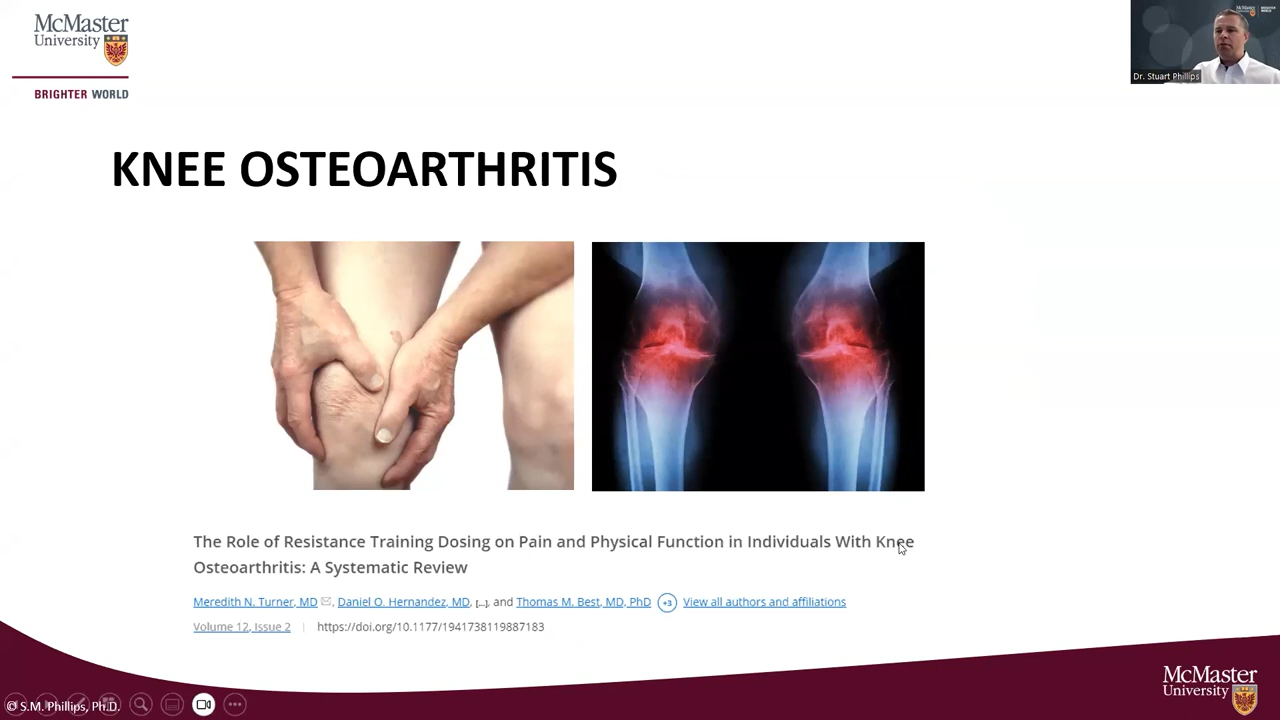 McMaster
University
BRIGHTER WORLD
Dr. Stuart Phillips
KNEE OSTEOARTHRITIS
The Role of Resistance Training Dosing on Pain and Physical Function in Individuals With Knee
Osteoarthritis: A Systematic Review
Meredith N. Turner, MD, Daniel O. Hernandez, MD, [...], and Thomas M. Best, MD, PhD +3 View all authors and affiliations
Volume 12, Issue 2 | https://doi.org/10.1177/1941738119887183
© S.M. Phillips, Ph.D.
McMaster
University